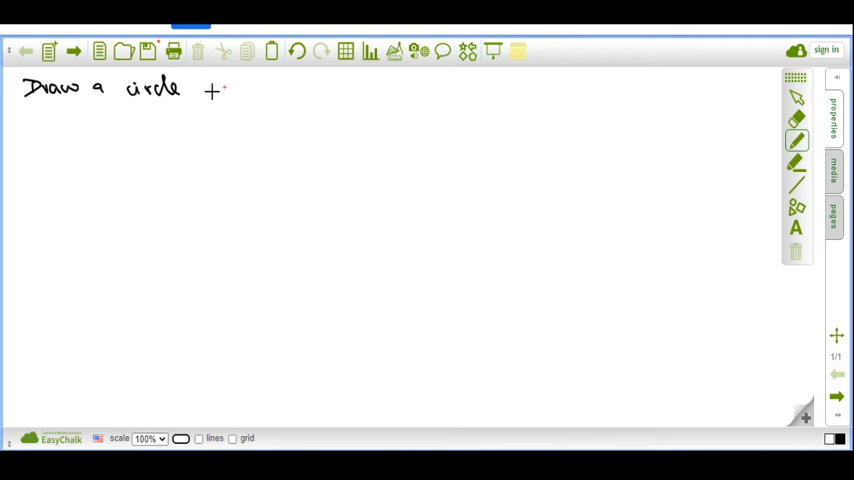 sign in
Draw a circle +
properties
media
pages
1/1
EasyChalk scale 100% lines grid